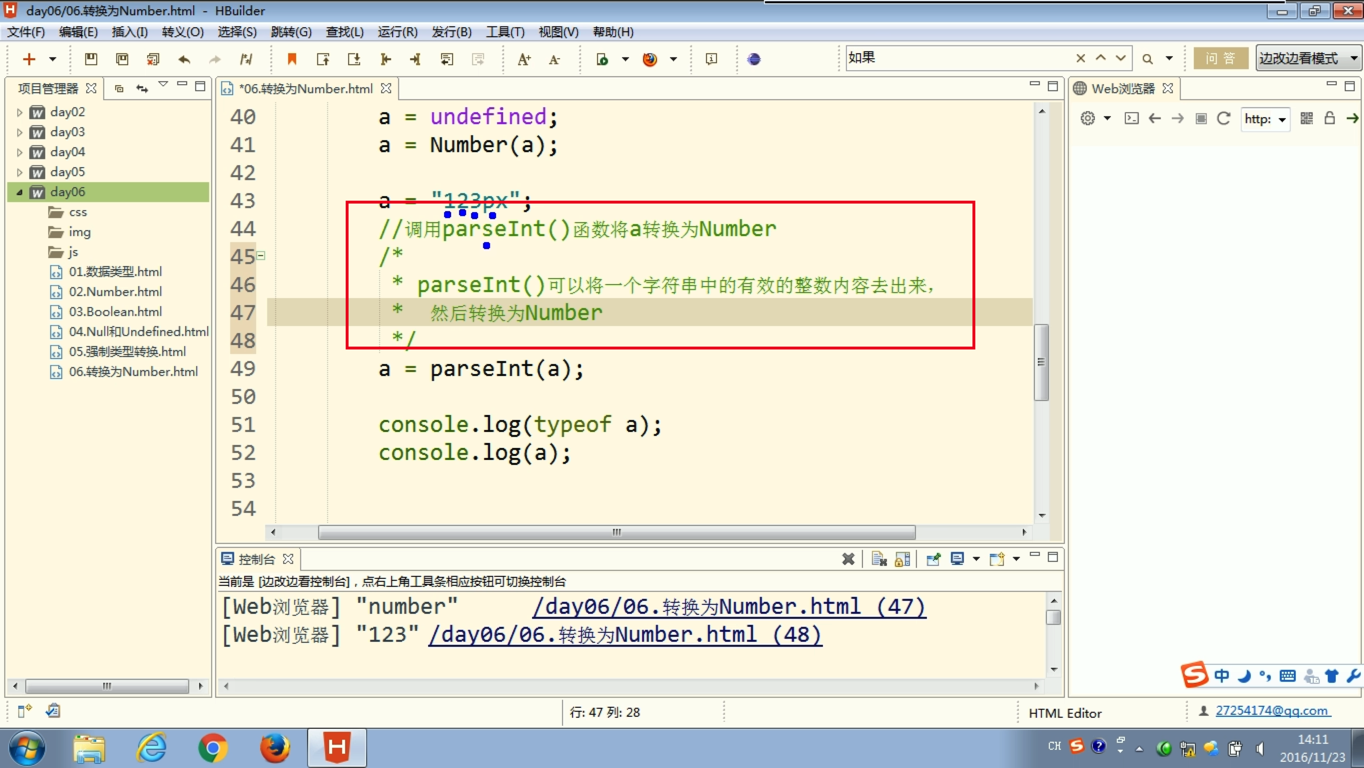 day06/06.转换为Number.html - HBuilder
文件(F) 编辑(E) 插入(I) 转义(O) 选择(S) 跳转(G) 查找(L) 运行(R) 发行(B) 工具(T) 视图(V) 帮助(H)
如果
问 答
边改边看模式
项目管理器
day02
day03
day04
day05
day06
css
img
js
01.数据类型.html
02.Number.html
03.Boolean.html
04.Null和Undefined.html
05.强制类型转换.html
06.转换为Number.html
*06.转换为Number.html
40 a = undefined;
41 a = Number(a);
42
43 a = "123px";
44 //调用parseInt()函数将a转换为Number
45 /*
46 * parseInt()可以将一个字符串中的有效的整数内容去出来，
47 * 然后转换为Number
48 */
49 a = parseInt(a);
50
51 console.log(typeof a);
52 console.log(a);
53
54
Web浏览器
http:
控制台
当前是 [边改边看控制台]，点右上角工具条相应按钮可切换控制台
[Web浏览器] "number" /day06/06.转换为Number.html (47)
[Web浏览器] "123" /day06/06.转换为Number.html (48)
中
行: 47 列: 28
HTML Editor
27254174@qq.com
CH
14:11
2016/11/23